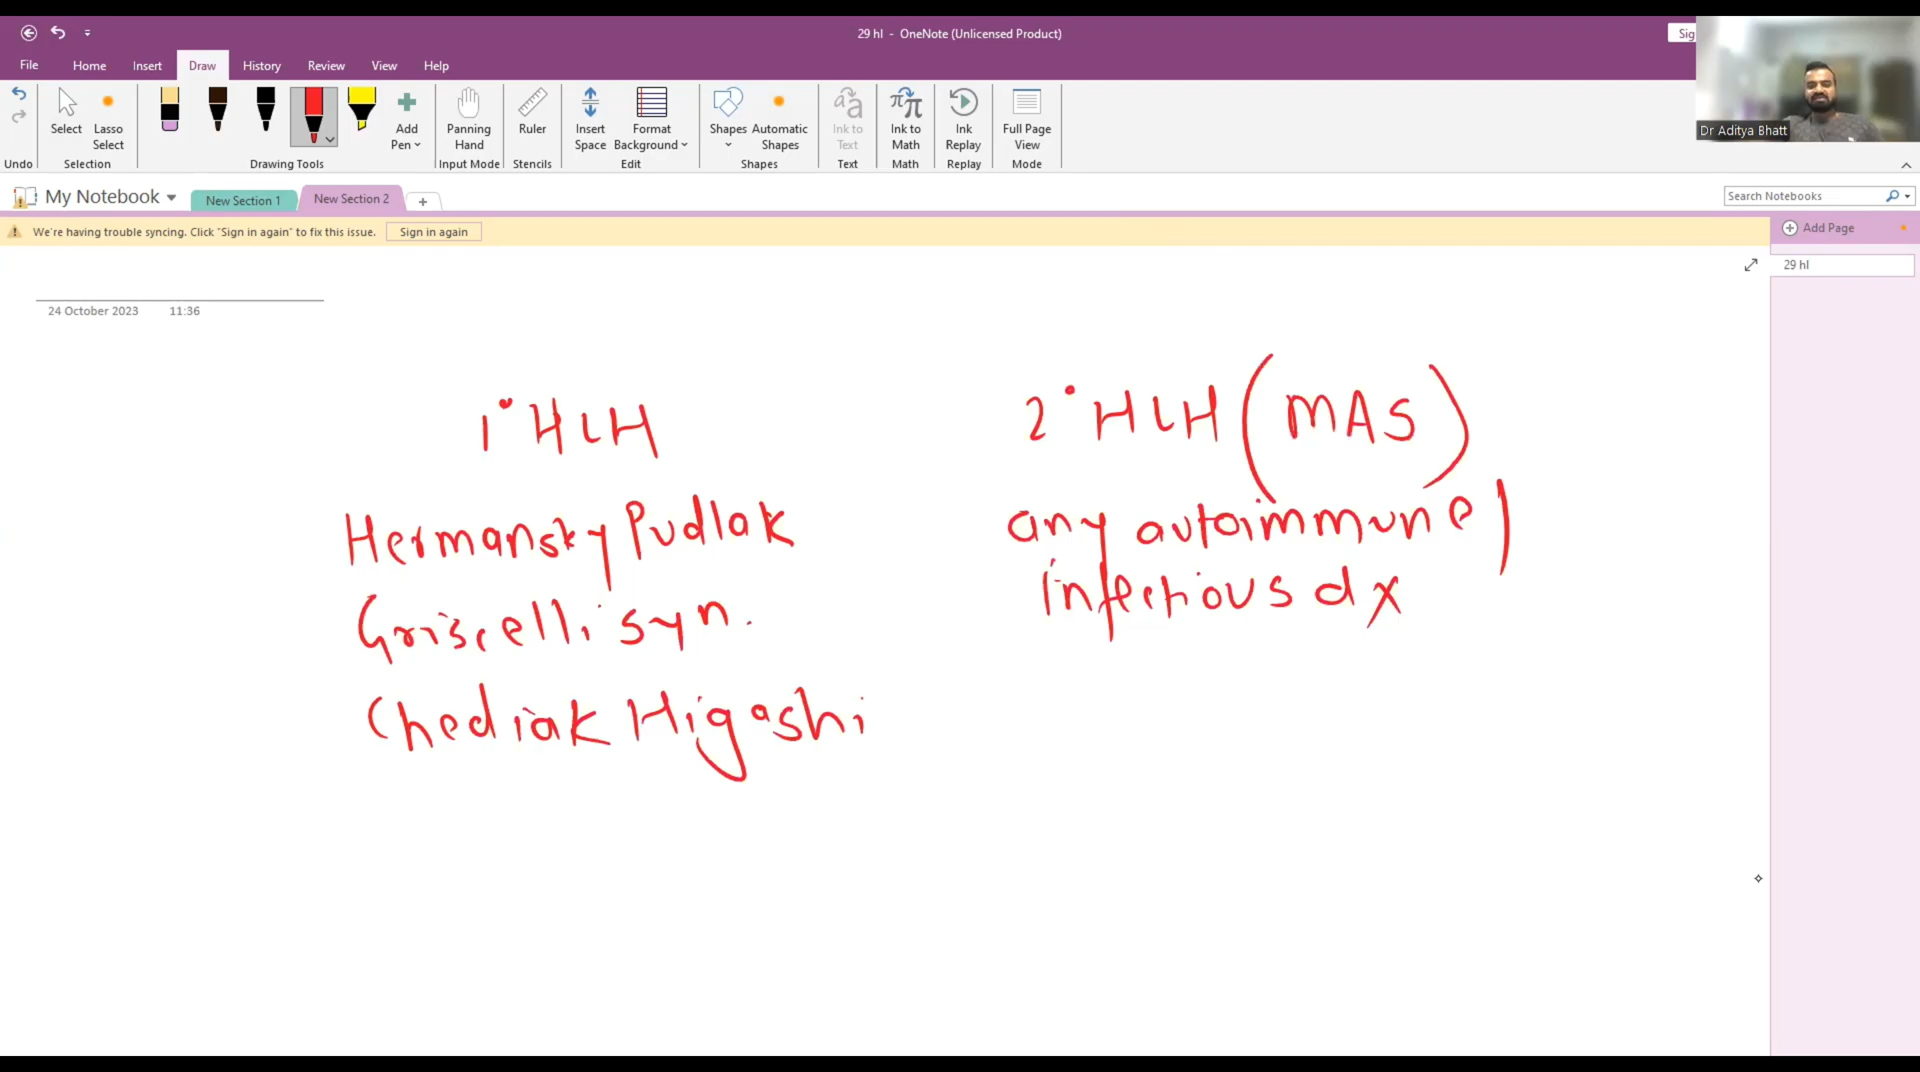 29 hl - OneNote (Unlicensed Product)
Sig
File Home Insert Draw History Review View Help
Select
Lasso
Select
Add
Pen
Panning
Hand
Ruler
Insert
Space
Format
Background
Shapes
Automatic
Shapes
Ink to
Text
Ink to
Math
Ink
Replay
Full Page
View
Dr Aditya Bhatt
Undo Selection Drawing Tools Input Mode Stencils Edit Shapes Text Math Replay Mode
My Notebook New Section 1 New Section 2 Search Notebooks
We're having trouble syncing. Click "Sign in again" to fix this issue. Sign in again
Add Page
29 hl
24 October 2023 11:36
1° HLH
Hermansky Pudlak
Griscelli syn.
Chediak Higashi
2° HLH (MAS)
any autoimmune /
infectious dx